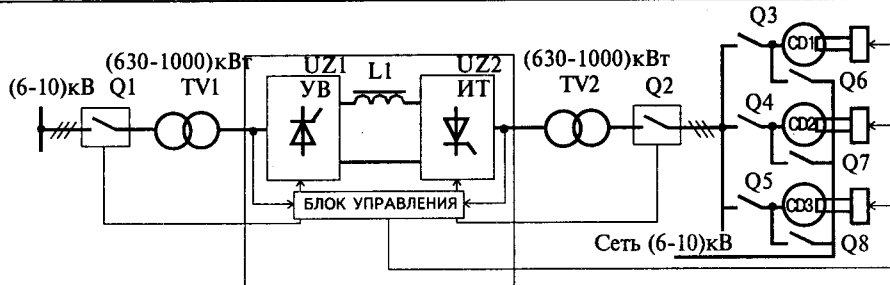 (6-10)кВ
Q1
(630-1000)кВт
TV1
UZ1
УВ
L1
UZ2
ИТ
(630-1000)кВт
TV2
Q2
БЛОК УПРАВЛЕНИЯ
Q3
CD1
Q6
Q4
CD2
Q7
Q5
CD3
Q8
Сеть (6-10)кВ